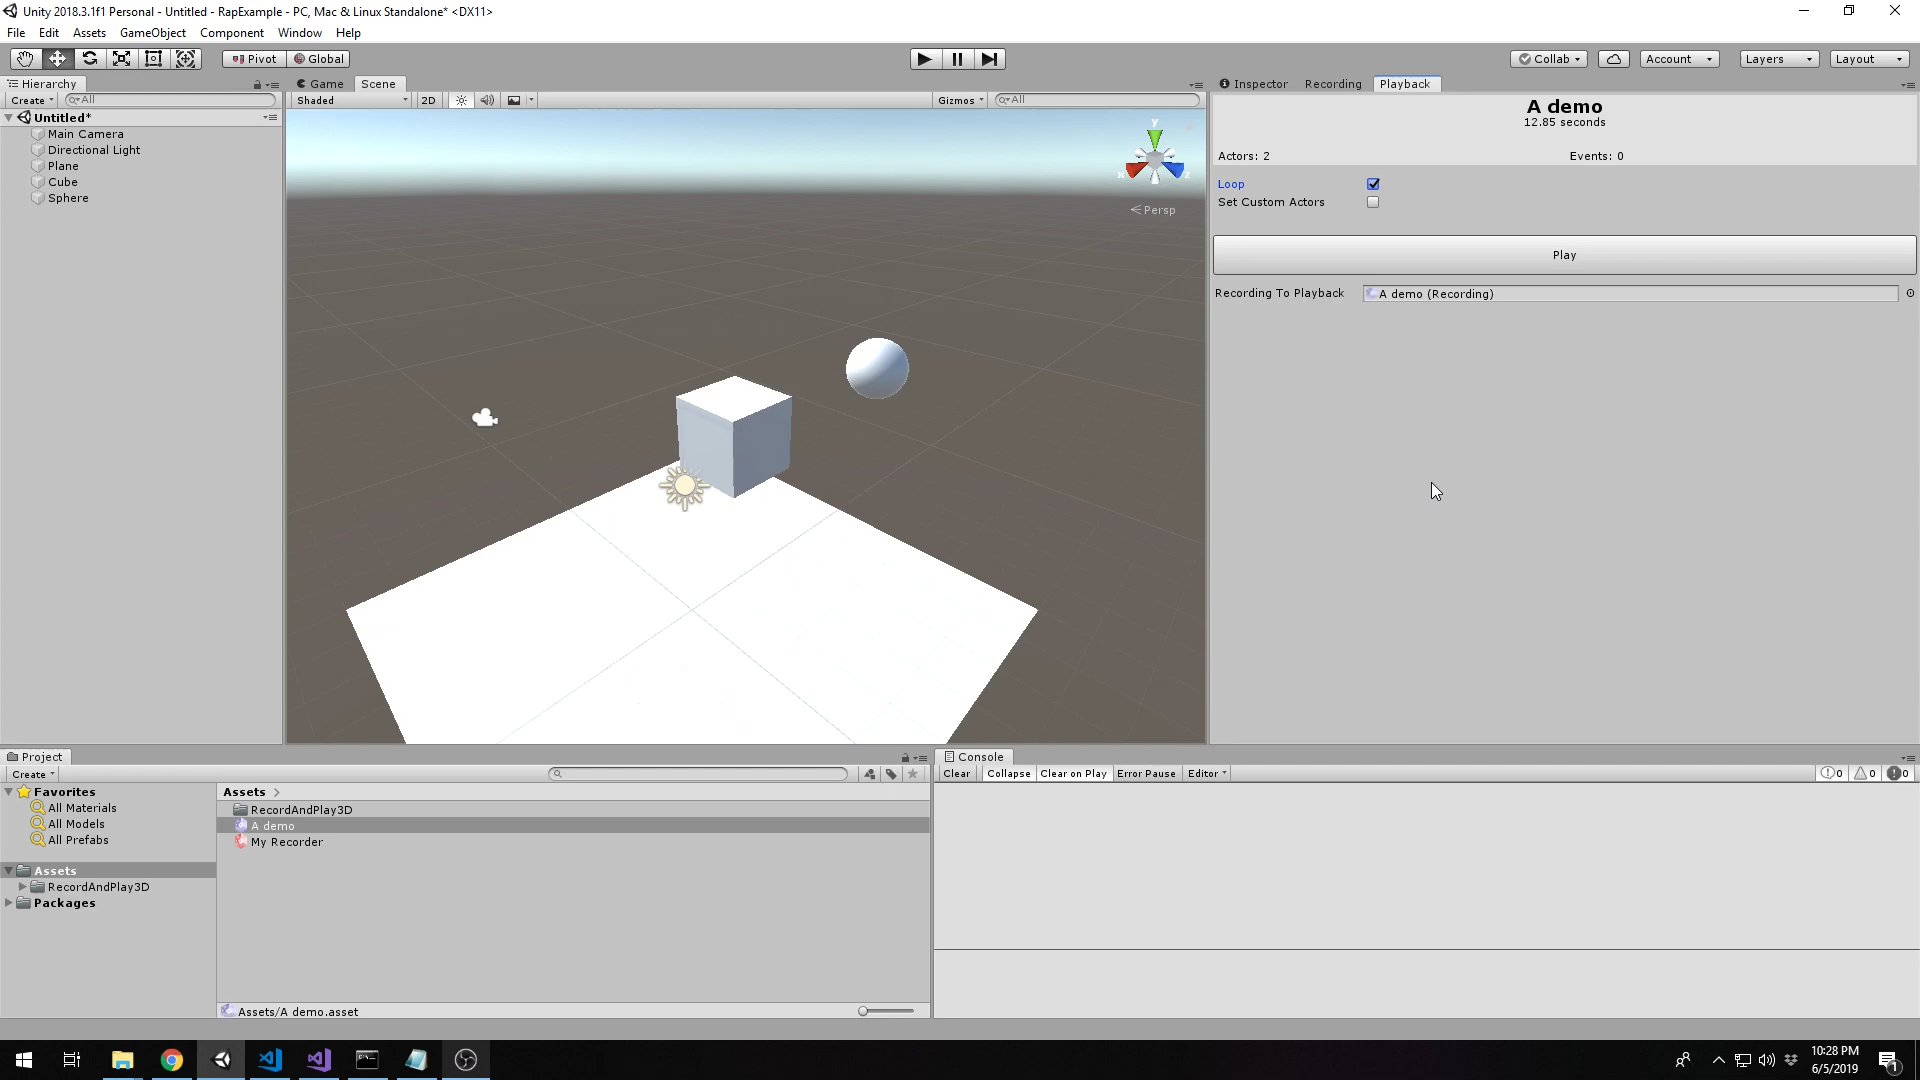 Unity 2018.3.1f1 Personal - Untitled - RapExample - PC, Mac & Linux Standalone* <DX11>
File Edit Assets GameObject Component Window Help
Pivot Global Collab Account Layers Layout
Hierarchy
Create All
Untitled*
Main Camera
Directional Light
Plane
Cube
Sphere
Game Scene
Shaded 2D Gizmos All
y
x z
Persp
Inspector Recording Playback
A demo
12.85 seconds
Actors: 2 Events: 0
Loop
Set Custom Actors
Play
Recording To Playback A demo (Recording)
Project
Create
Favorites
All Materials
All Models
All Prefabs
Assets
RecordAndPlay3D
Packages
Assets
RecordAndPlay3D
A demo
My Recorder
Assets/A demo.asset
Console
Clear Collapse Clear on Play Error Pause Editor 0 0 0
10:28 PM
6/5/2019
1